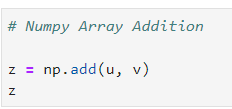 # Numpy Array Addition
z = np.add(u, v)
z